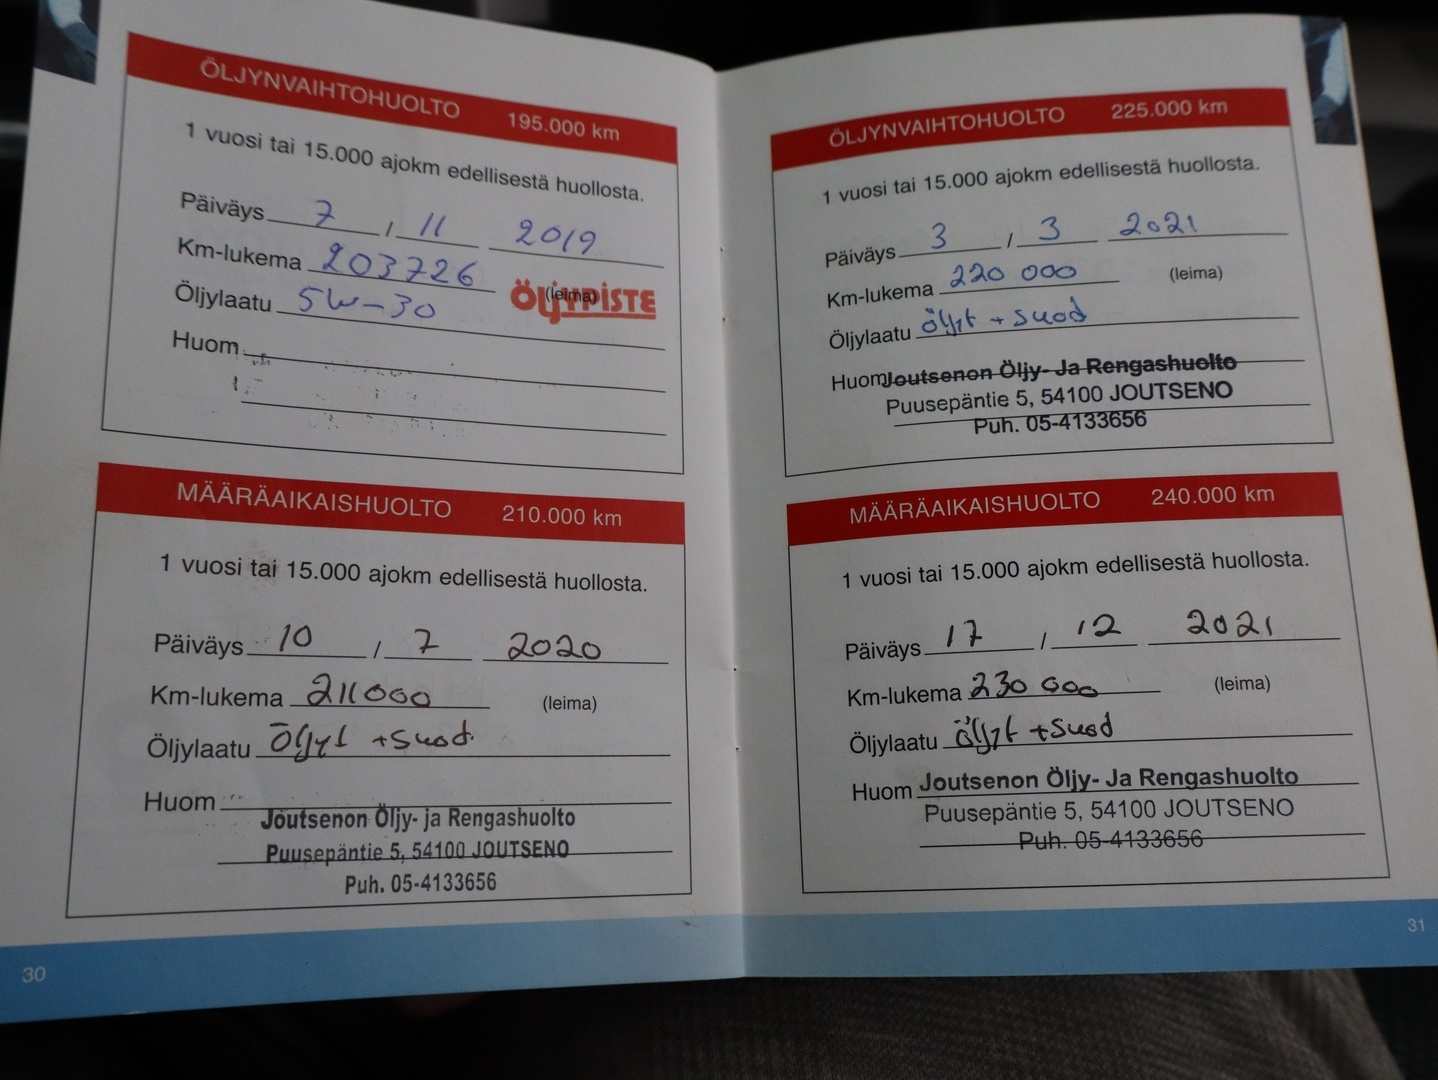 ÖLJYNVAIHTOHUOLTO 195.000 km
1 vuosi tai 15.000 ajokm edellisestä huollosta.
Päiväys 7 / 11 2019
Km-lukema 203726
Öljylaatu 5W-30 (leima) ÖLJYPISTE
Huom
MÄÄRÄAIKAISHUOLTO 210.000 km
1 vuosi tai 15.000 ajokm edellisestä huollosta.
Päiväys 10 / 7 2020
Km-lukema 211000 (leima)
Öljylaatu Öljyt + suod
Huom
Joutsenon Öljy- ja Rengashuolto
Puusepäntie 5, 54100 JOUTSENO
Puh. 05-4133656
30
ÖLJYNVAIHTOHUOLTO 225.000 km
1 vuosi tai 15.000 ajokm edellisestä huollosta.
Päiväys 3 / 3 2021
Km-lukema 220 000 (leima)
Öljylaatu öljyt + suod
Huom Joutsenon Öljy- Ja Rengashuolto
Puusepäntie 5, 54100 JOUTSENO
Puh. 05-4133656
MÄÄRÄAIKAISHUOLTO 240.000 km
1 vuosi tai 15.000 ajokm edellisestä huollosta.
Päiväys 17 / 12 2021
Km-lukema 230 000 (leima)
Öljylaatu öljyt + suod
Huom Joutsenon Öljy- Ja Rengashuolto
Puusepäntie 5, 54100 JOUTSENO
Puh. 05-4133656
31